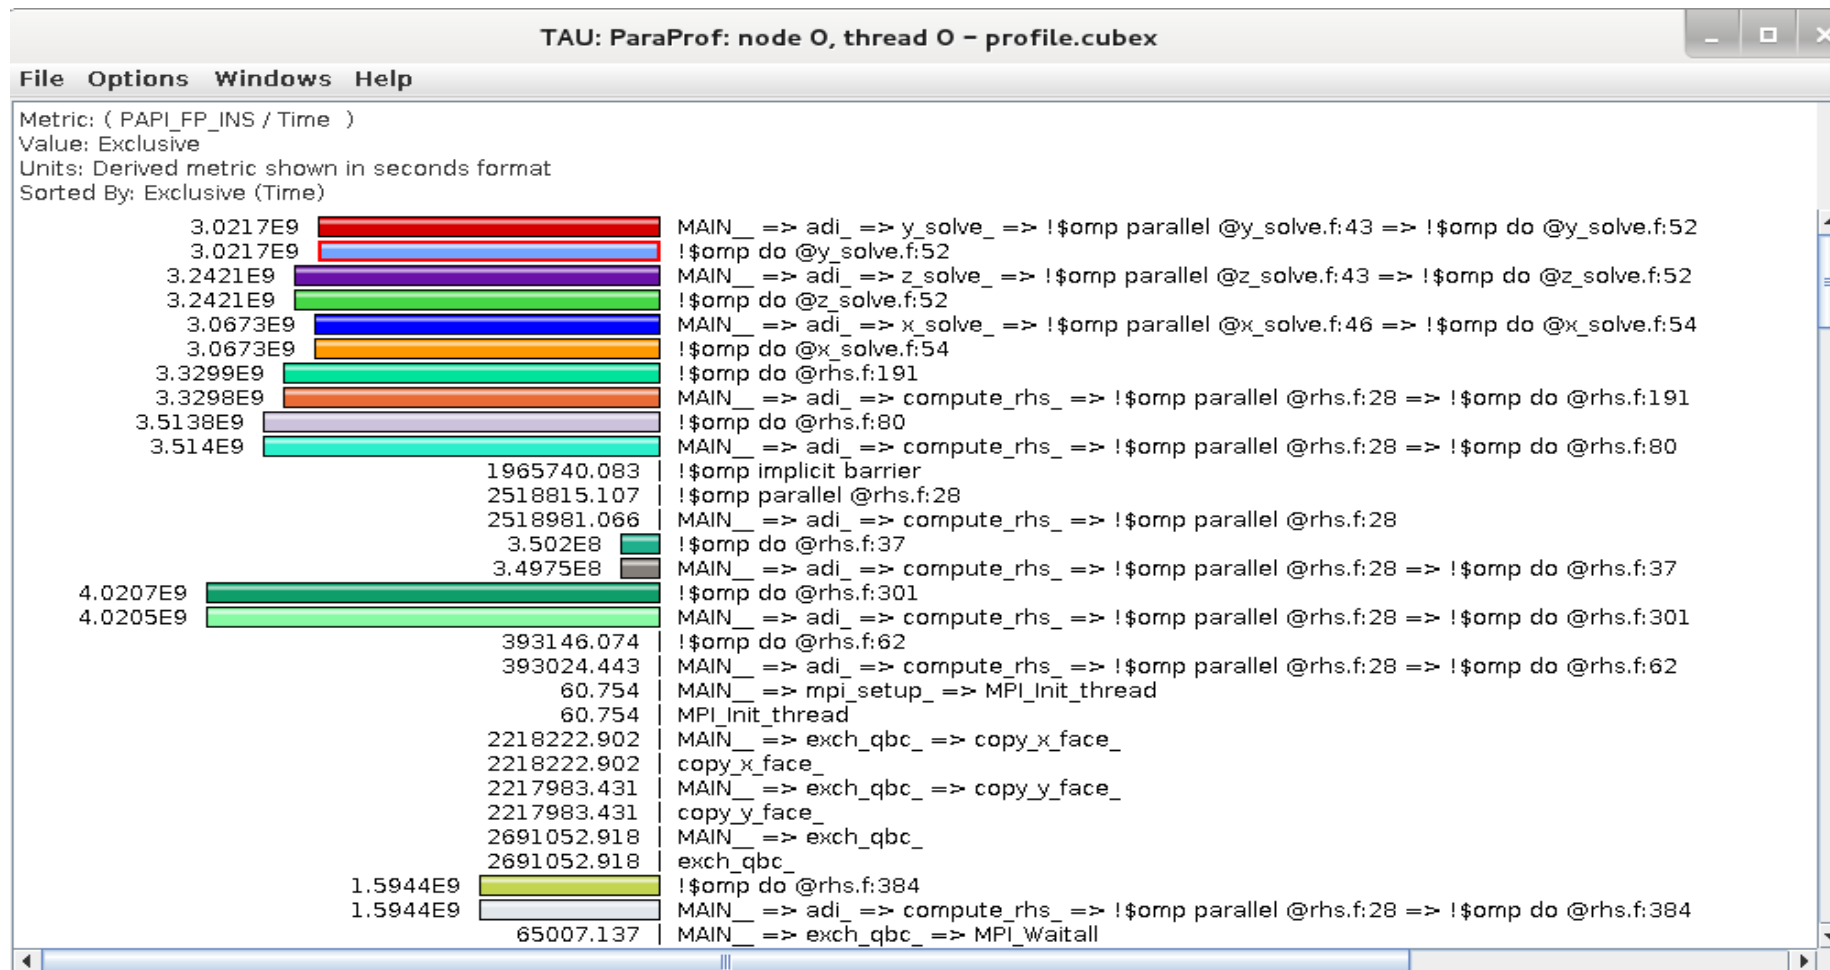 TAU: ParaProf: node 0, thread 0 – profile.cubex
File Options Windows Help
Metric: ( PAPI_FP_INS / Time )
Value: Exclusive
Units: Derived metric shown in seconds format
Sorted By: Exclusive (Time)
3.0217E9 MAIN__ => adi_ => y_solve_ => !$omp parallel @y_solve.f:43 => !$omp do @y_solve.f:52
3.0217E9 !$omp do @y_solve.f:52
3.2421E9 MAIN__ => adi_ => z_solve_ => !$omp parallel @z_solve.f:43 => !$omp do @z_solve.f:52
3.2421E9 !$omp do @z_solve.f:52
3.0673E9 MAIN__ => adi_ => x_solve_ => !$omp parallel @x_solve.f:46 => !$omp do @x_solve.f:54
3.0673E9 !$omp do @x_solve.f:54
3.3299E9 !$omp do @rhs.f:191
3.3298E9 MAIN__ => adi_ => compute_rhs_ => !$omp parallel @rhs.f:28 => !$omp do @rhs.f:191
3.5138E9 !$omp do @rhs.f:80
3.514E9 MAIN__ => adi_ => compute_rhs_ => !$omp parallel @rhs.f:28 => !$omp do @rhs.f:80
1965740.083 !$omp implicit barrier
2518815.107 !$omp parallel @rhs.f:28
2518981.066 MAIN__ => adi_ => compute_rhs_ => !$omp parallel @rhs.f:28
3.502E8 !$omp do @rhs.f:37
3.4975E8 MAIN__ => adi_ => compute_rhs_ => !$omp parallel @rhs.f:28 => !$omp do @rhs.f:37
4.0207E9 !$omp do @rhs.f:301
4.0205E9 MAIN__ => adi_ => compute_rhs_ => !$omp parallel @rhs.f:28 => !$omp do @rhs.f:301
393146.074 !$omp do @rhs.f:62
393024.443 MAIN__ => adi_ => compute_rhs_ => !$omp parallel @rhs.f:28 => !$omp do @rhs.f:62
60.754 MAIN__ => mpi_setup_ => MPI_Init_thread
60.754 MPI_Init_thread
2218222.902 MAIN__ => exch_qbc_ => copy_x_face_
2218222.902 copy_x_face_
2217983.431 MAIN__ => exch_qbc_ => copy_y_face_
2217983.431 copy_y_face_
2691052.918 MAIN__ => exch_qbc_
2691052.918 exch_qbc_
1.5944E9 !$omp do @rhs.f:384
1.5944E9 MAIN__ => adi_ => compute_rhs_ => !$omp parallel @rhs.f:28 => !$omp do @rhs.f:384
65007.137 MAIN__ => exch_qbc_ => MPI_Waitall